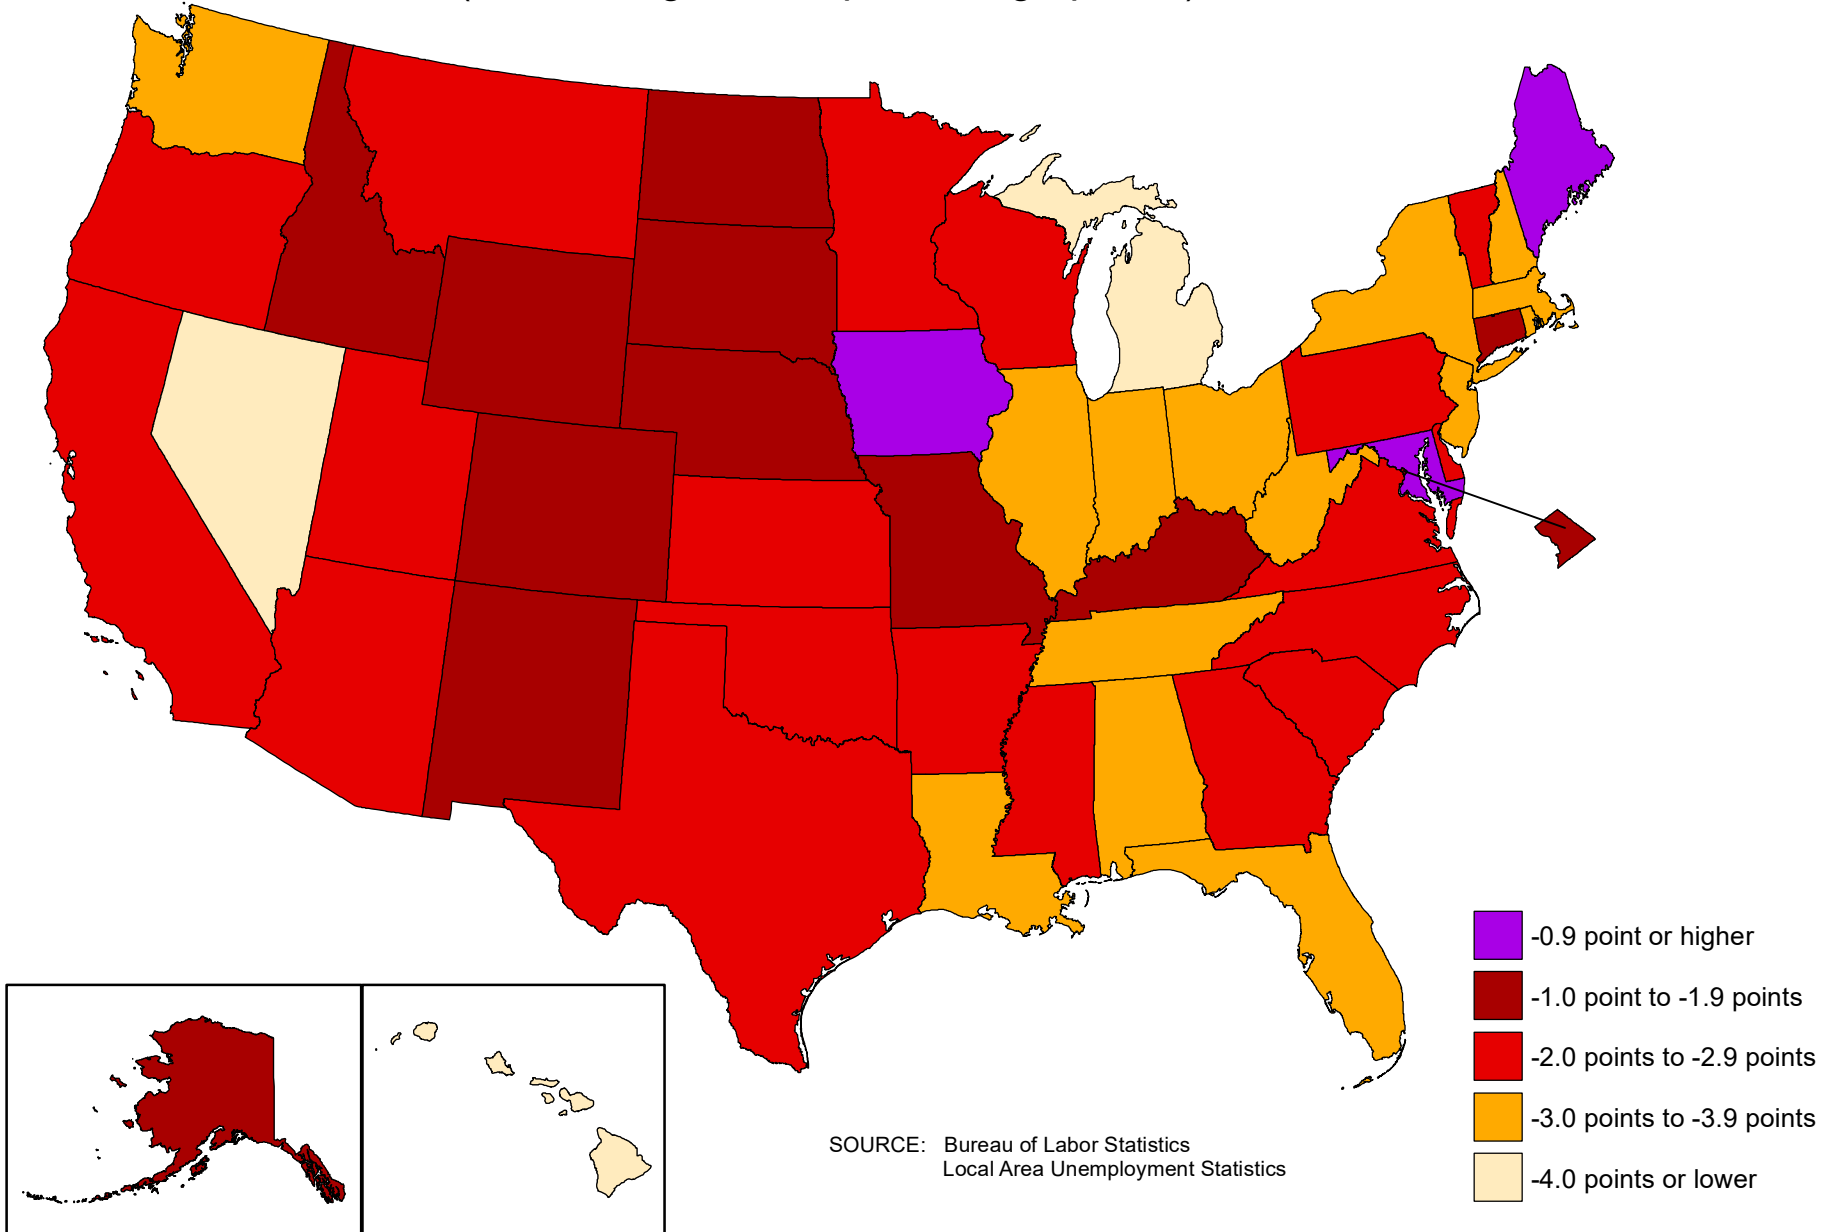 -0.9 point or higher
-1.0 point to -1.9 points
-2.0 points to -2.9 points
-3.0 points to -3.9 points
-4.0 points or lower
SOURCE: Bureau of Labor Statistics
Local Area Unemployment Statistics